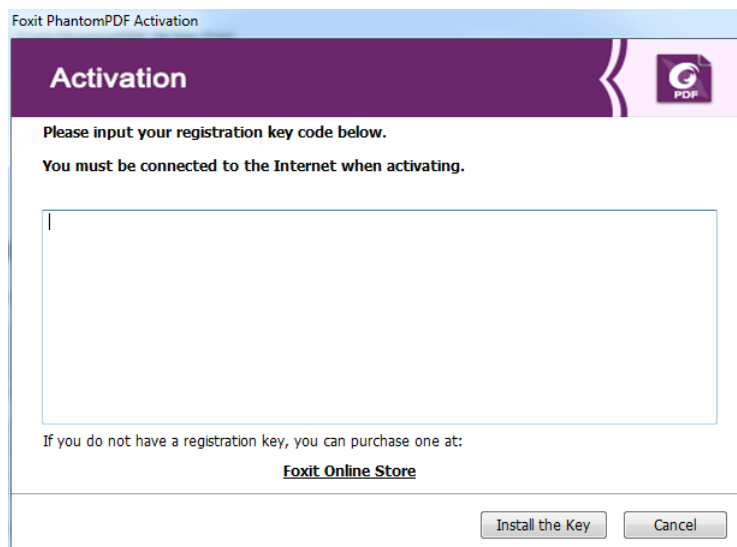 Foxit PhantomPDF Activation
Activation
PDF
Please input your registration key code below.
You must be connected to the Internet when activating.
If you do not have a registration key, you can purchase one at:
Foxit Online Store
Install the Key Cancel